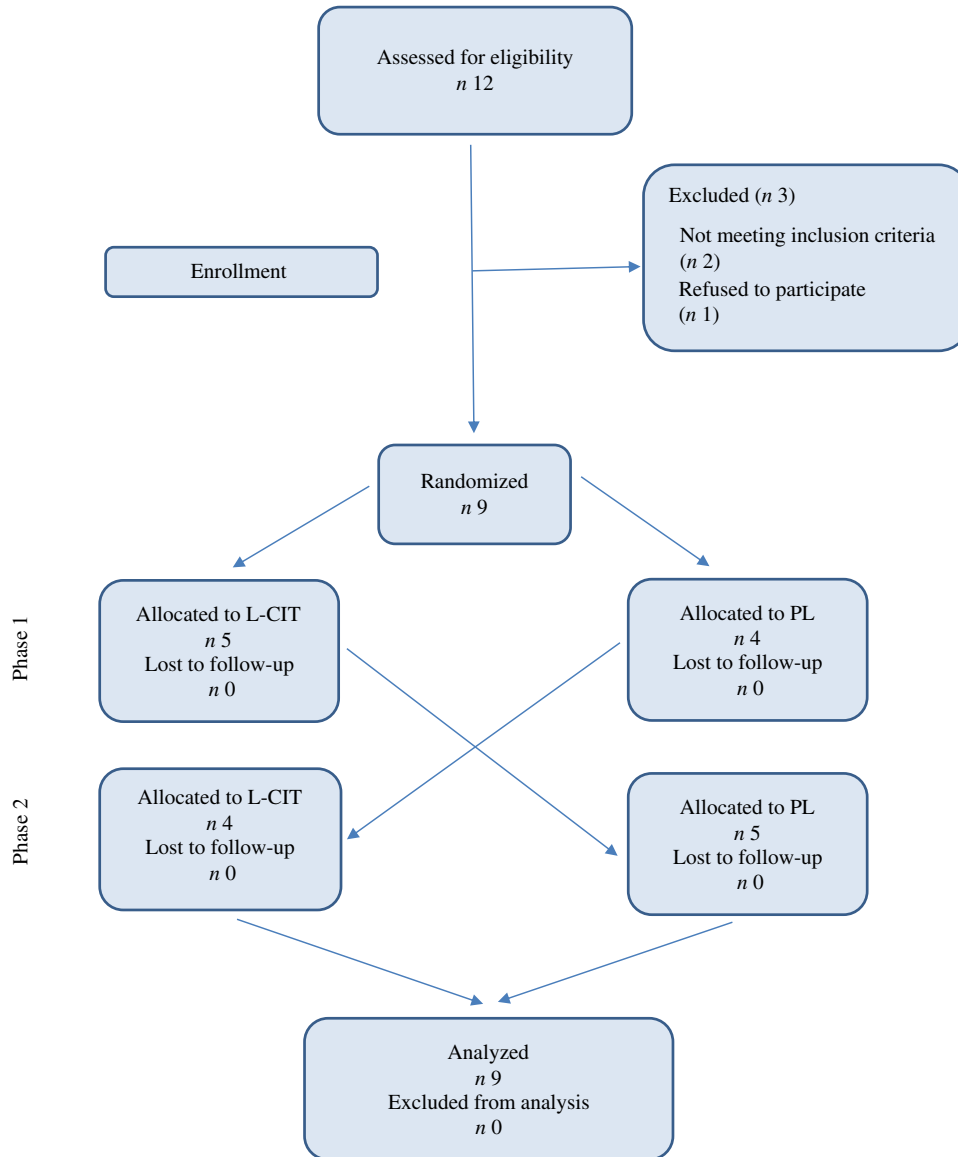 Assessed for eligibility
n 12
Excluded (n 3)
Not meeting inclusion criteria
(n 2)
Refused to participate
(n 1)
Enrollment
Randomized
n 9
Phase 1
Allocated to L-CIT
n 5
Lost to follow-up
n 0
Allocated to PL
n 4
Lost to follow-up
n 0
Phase 2
Allocated to L-CIT
n 4
Lost to follow-up
n 0
Allocated to PL
n 5
Lost to follow-up
n 0
Analyzed
n 9
Excluded from analysis
n 0